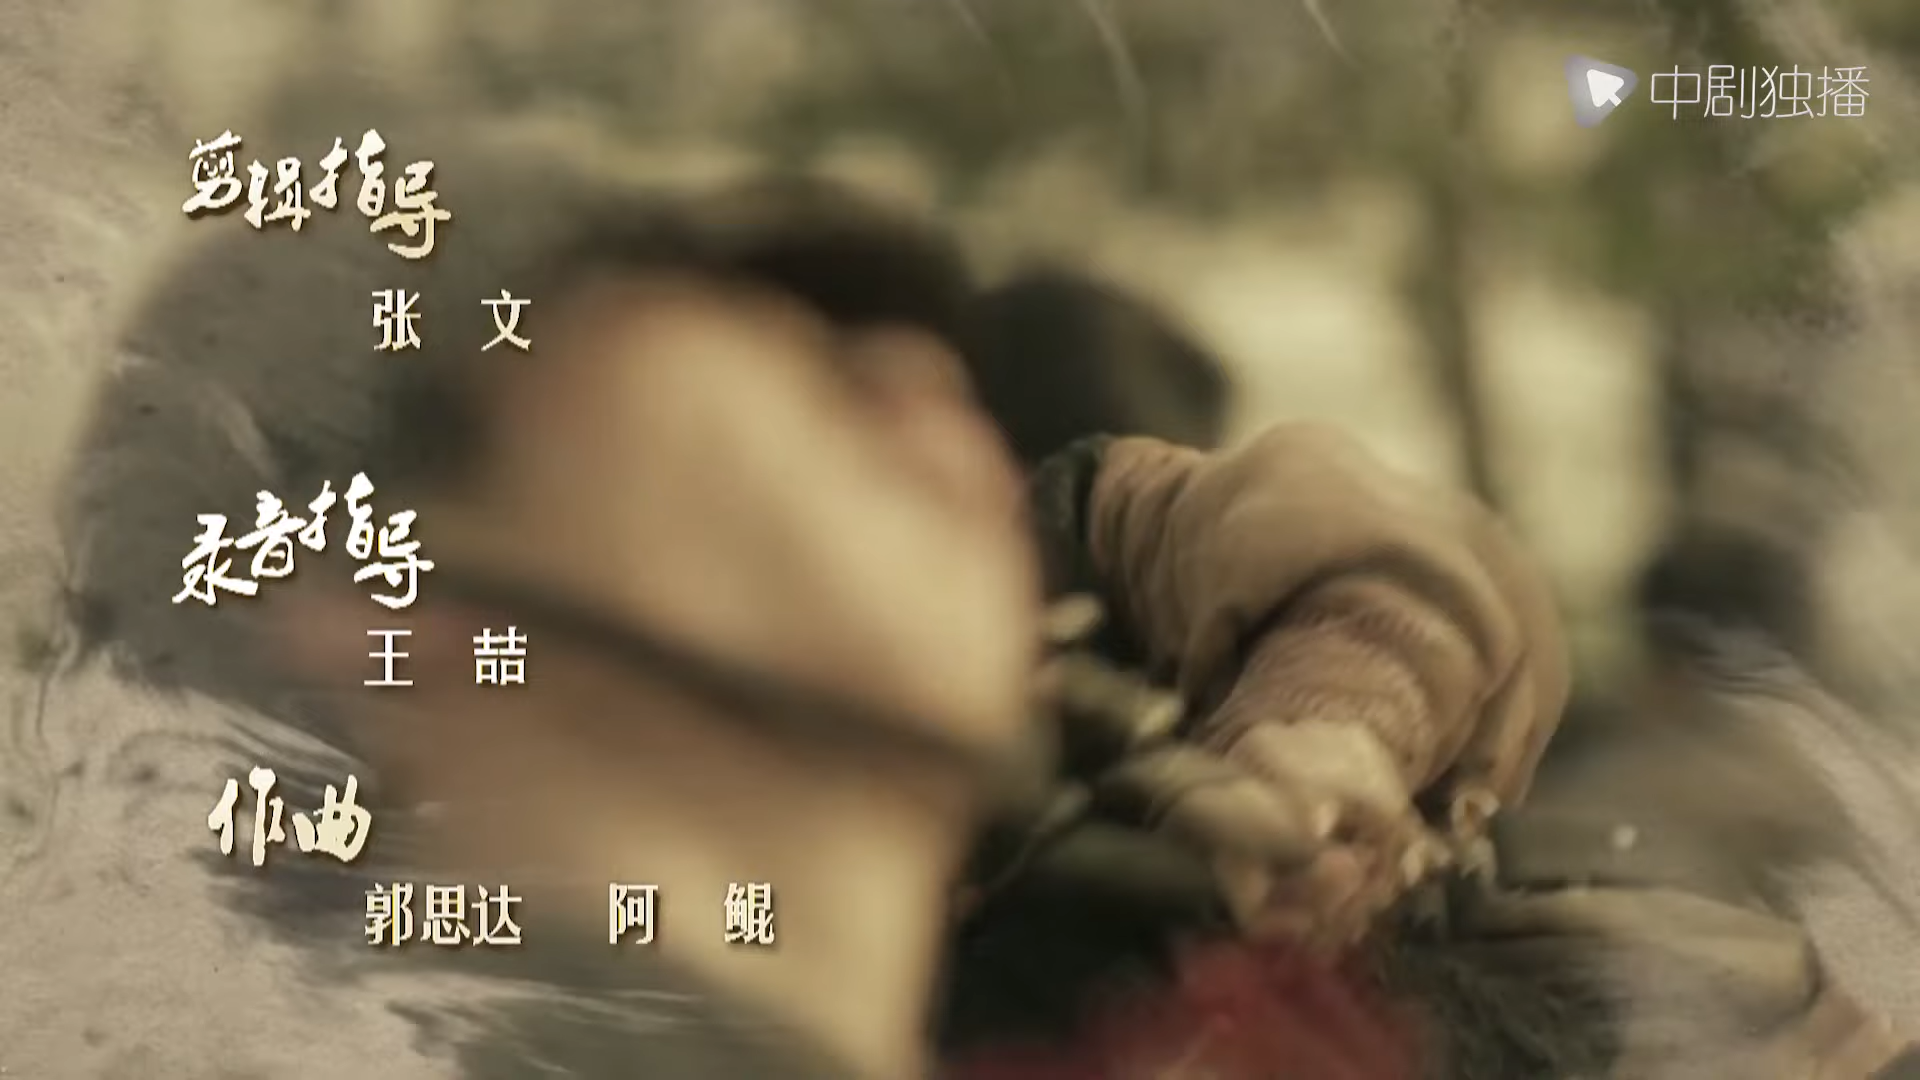 中剧独播
剪辑指导
张 文
录音指导
王 喆
作曲
郭思达 阿 鲲